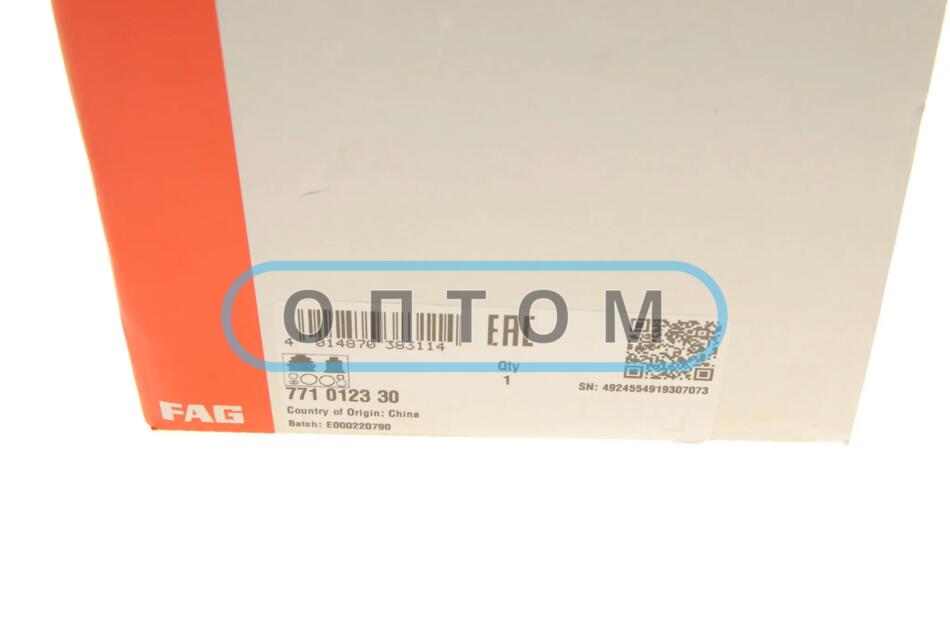 ОПТОМ
4 014870 383114
EAC
Qty
1
SN: 4924554919307073
771 0123 30
Country of Origin: China
Batch: E000220790
FAG